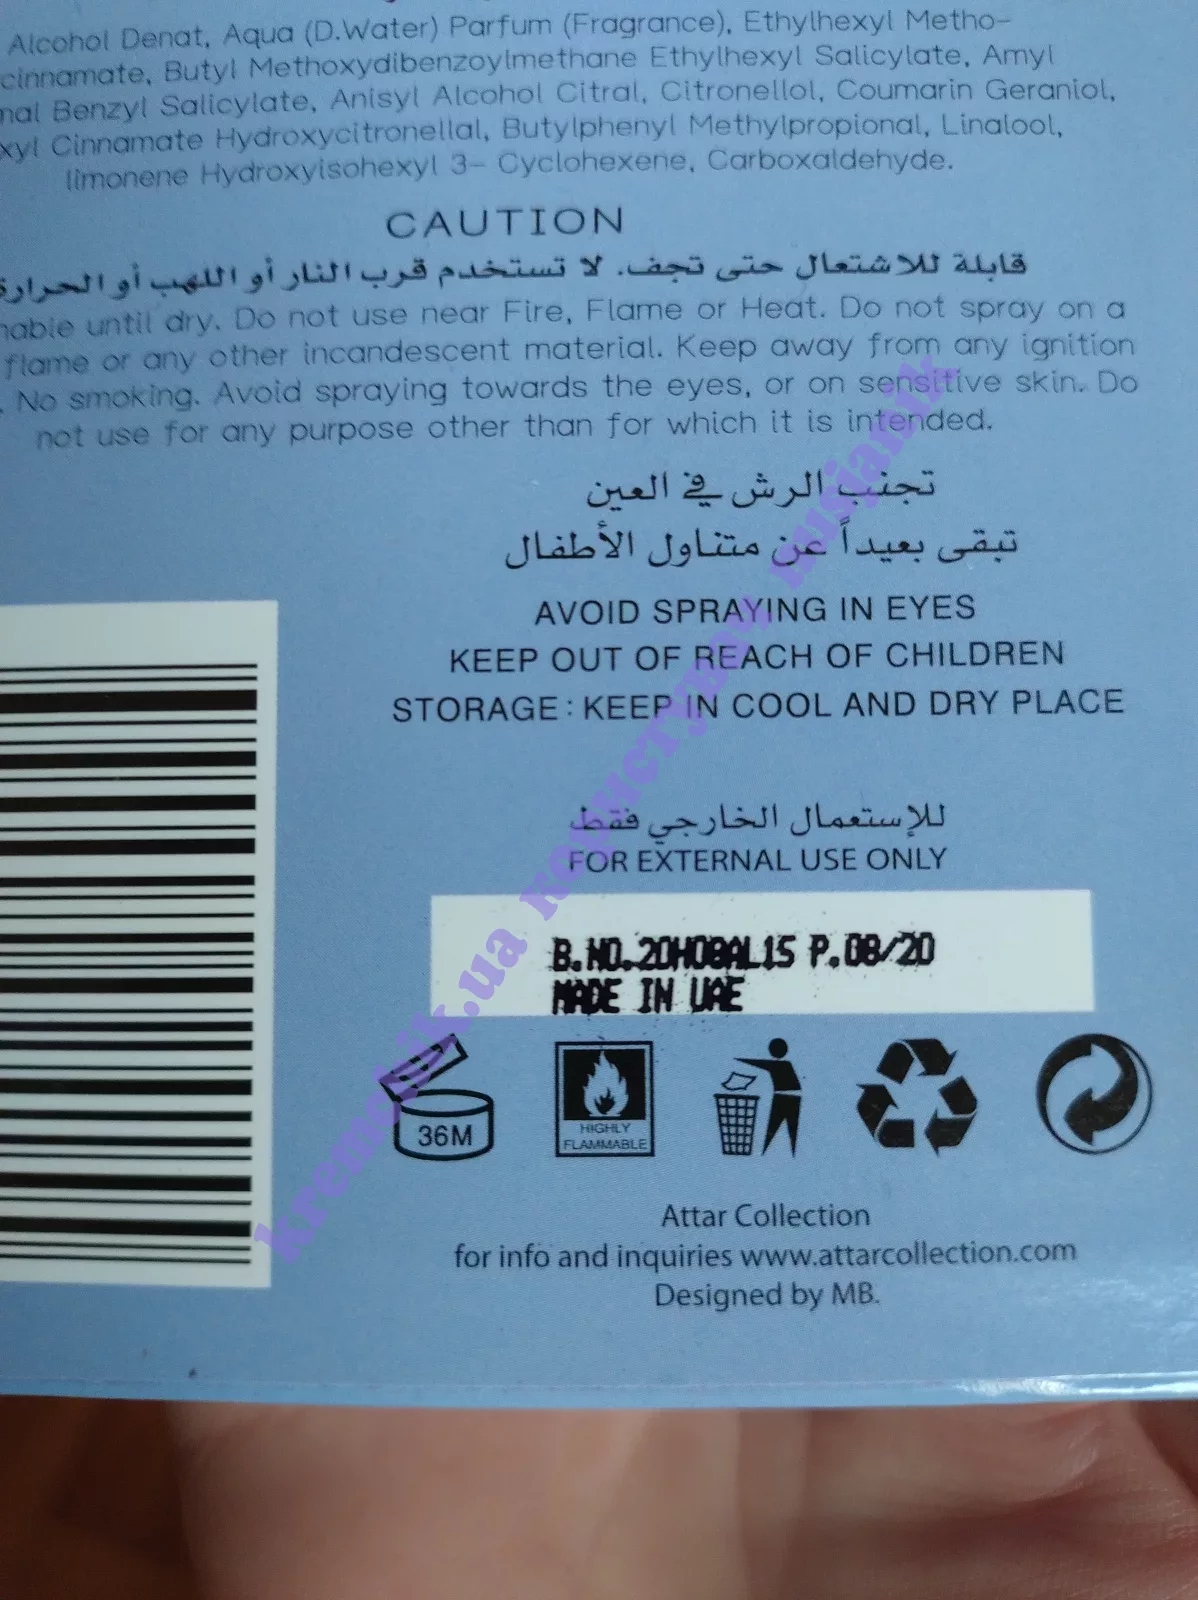 Alcohol Denat, Aqua (D.Water) Parfum (Fragrance), Ethylhexyl Metho-
cinnamate, Butyl Methoxydibenzoylmethane Ethylhexyl Salicylate, Amyl
nal Benzyl Salicylate, Anisyl Alcohol Citral, Citronellol, Coumarin Geraniol,
xyl Cinnamate Hydroxycitronellal, Butylphenyl Methylpropional, Linalool,
limonene Hydroxyisohexyl 3- Cyclohexene, Carboxaldehyde.
CAUTION
قابلة للاشتعال حتى تجف. لا تستخدم قرب النار أو اللهب أو الحرارة
nable until dry. Do not use near Fire, Flame or Heat. Do not spray on a
flame or any other incandescent material. Keep away from any ignition
. No smoking. Avoid spraying towards the eyes, or on sensitive skin. Do
not use for any purpose other than for which it is intended.
تجنب الرش في العين
تبقى بعيداً عن متناول الأطفال
AVOID SPRAYING IN EYES
KEEP OUT OF REACH OF CHILDREN
STORAGE : KEEP IN COOL AND DRY PLACE
للإستعمال الخارجي فقط
FOR EXTERNAL USE ONLY
B.NO.20H08AL15 P.08/20
MADE IN UAE
36M
HIGHLY
FLAMMABLE
Attar Collection
for info and inquiries www.attarcollection.com
Designed by MB.
kremchik.ua користувач nusjanik